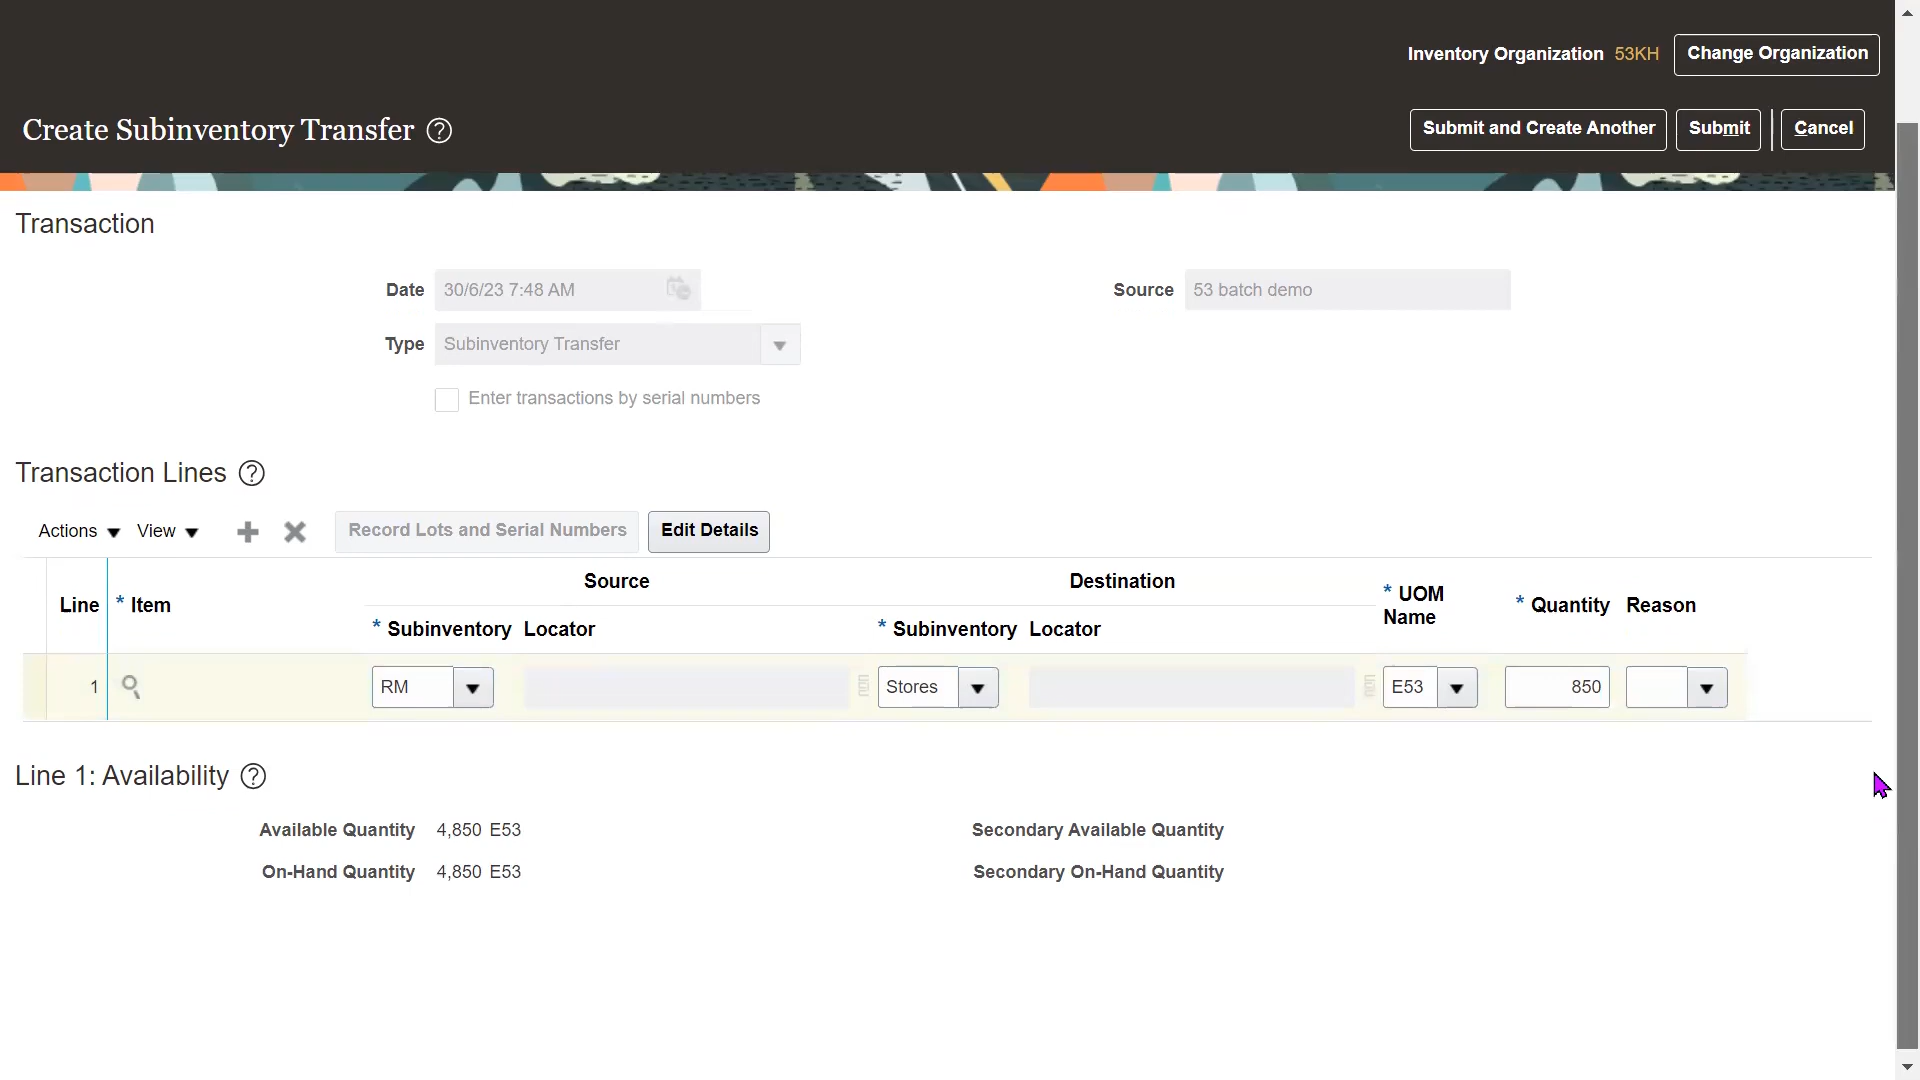 Inventory Organization 53KH Change Organization
Create Subinventory Transfer ?
Submit and Create Another Submit Cancel
Transaction
Date 30/6/23 7:48 AM Source 53 batch demo
Type Subinventory Transfer
Enter transactions by serial numbers
Transaction Lines ?
Actions View Record Lots and Serial Numbers Edit Details
Source Destination
Line * Item * UOM Name * Quantity Reason
* Subinventory Locator * Subinventory Locator
1 RM Stores E53 850
Line 1: Availability ?
Available Quantity 4,850 E53 Secondary Available Quantity
On-Hand Quantity 4,850 E53 Secondary On-Hand Quantity